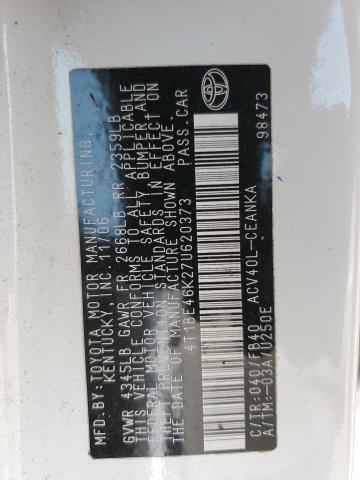 MFD.BY:TOYOTA MOTOR MANUFACTURING,
KENTUCKY, INC. 11/06
GVWR 4345LB GAWR FR 2668LB RR 2359LB
THIS VEHICLE CONFORMS TO ALL APPLICABLE
FEDERAL MOTOR VEHICLE SAFETY BUMPER, AND
THEFT PREVENTION STANDARDS IN EFFECT ON
THE DATE OF MANUFACTURE SHOWN ABOVE.
4T1BE46K27U620373 PASS.CAR
C/TR:040/FB40 ACV40L-CEANKA
A/TM:-03A/U250E 98473